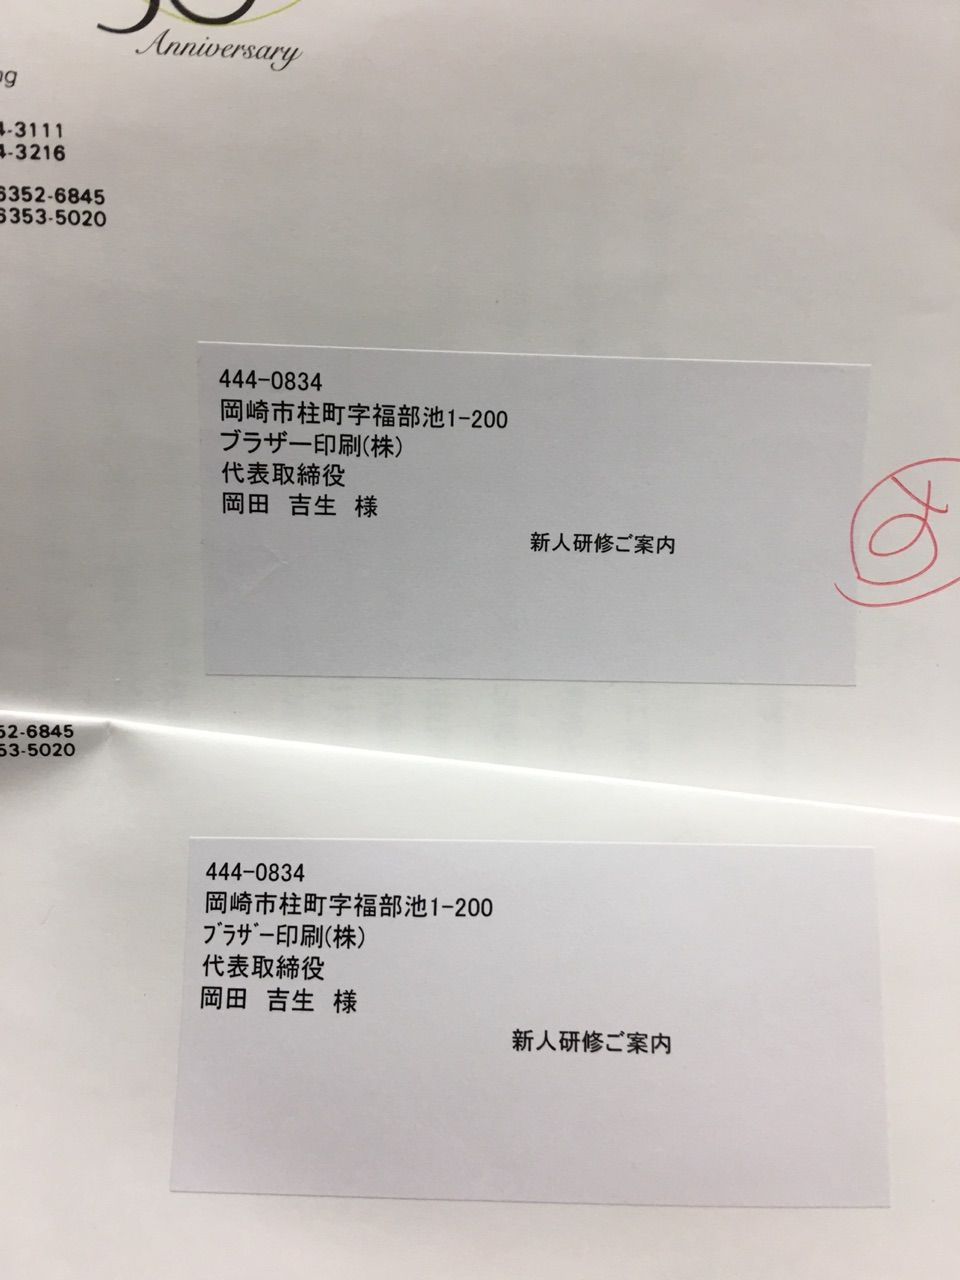 Anniversary
4-3111
4-3216
6352-6845
6353-5020
444-0834
岡崎市柱町字福部池1-200
ブラザー印刷(株)
代表取締役
岡田 吉生 様
新人研修ご案内
す
52-6845
53-5020
444-0834
岡崎市柱町字福部池1-200
ﾌﾞﾗｻﾞｰ印刷(株)
代表取締役
岡田 吉生 様
新人研修ご案内